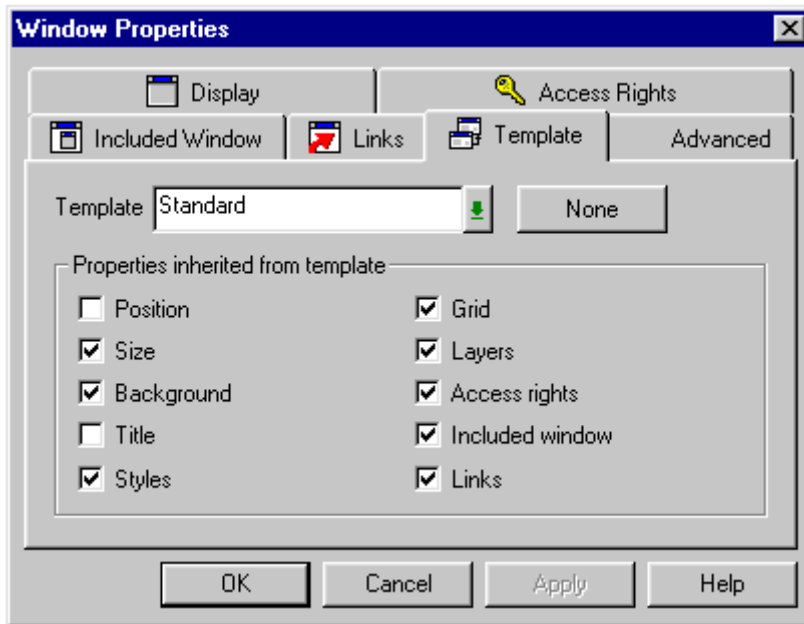 Window Properties
Display
Access Rights
Included Window
Links
Template
Advanced
Template Standard None
Properties inherited from template
Position
Size
Background
Title
Styles
Grid
Layers
Access rights
Included window
Links
OK Cancel Apply Help